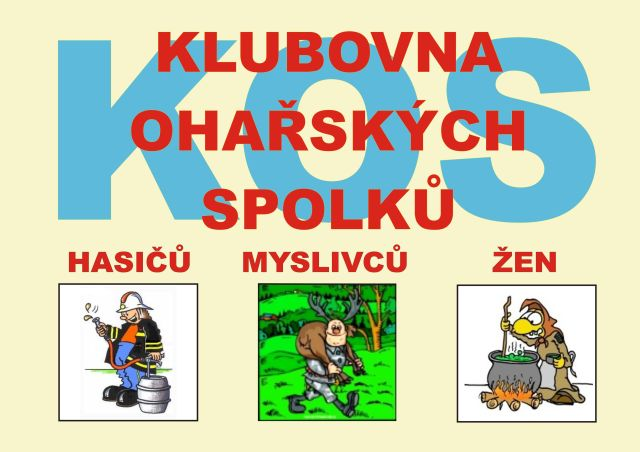 KOS
KLUBOVNA
OHAŘSKÝCH
SPOLKŮ
HASIČŮ MYSLIVCŮ ŽEN